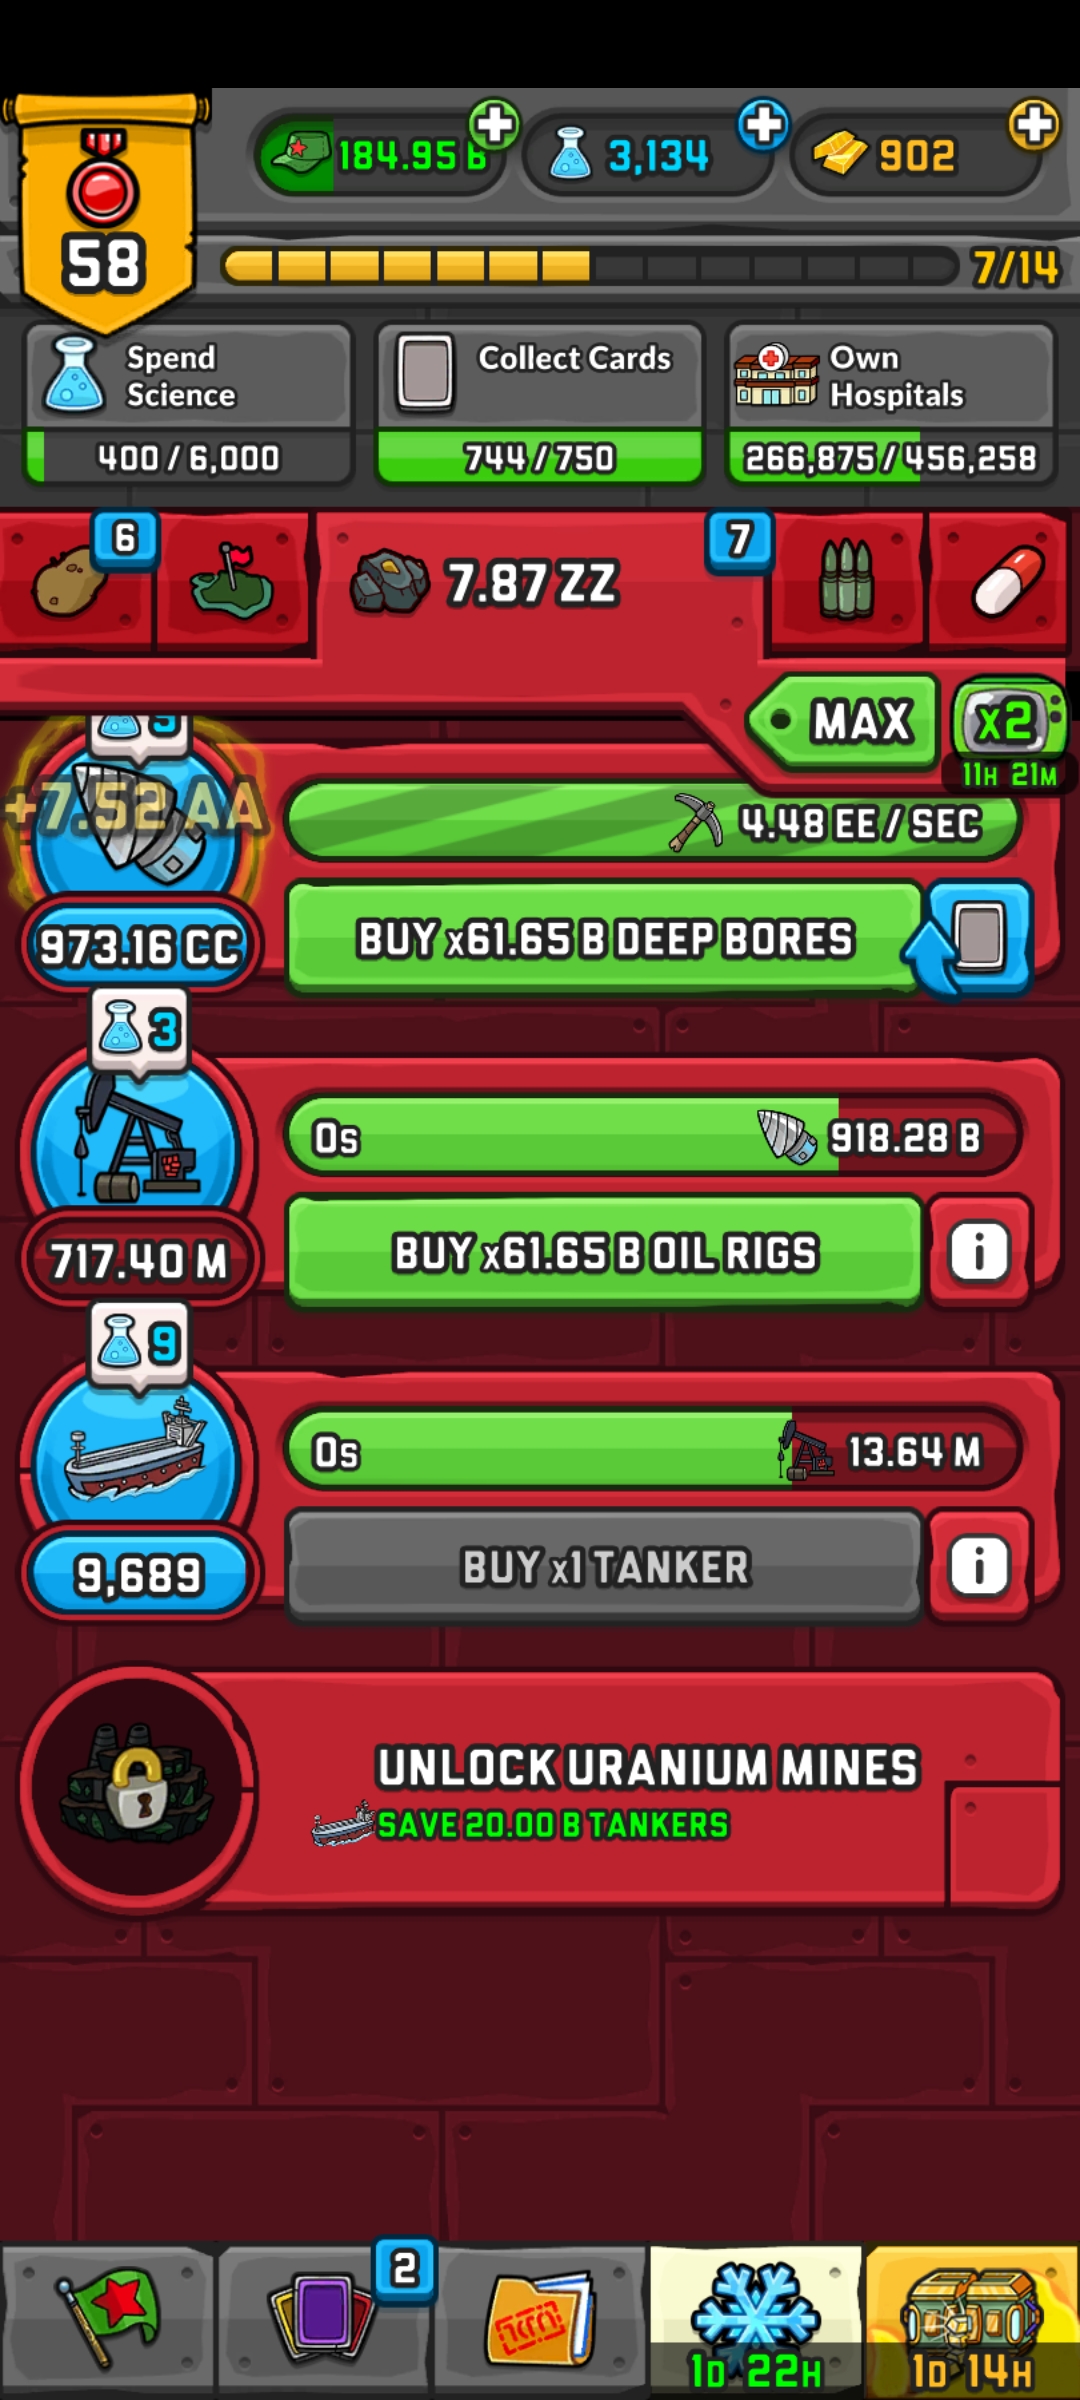 184.95 B
3,134
902
58
7/14
Spend
Science
Collect Cards
Own
Hospitals
400 / 6,000
744 / 750
266,875 / 456,258
6
7.87 ZZ
7
MAX
x2
11H 21M
+7.52 AA
4.48 EE / SEC
973.16 CC
BUY x61.65 B DEEP BORES
3
0s
918.28 B
717.40 M
BUY x61.65 B OIL RIGS
i
9
0s
13.64 M
9,689
BUY x1 TANKER
i
UNLOCK URANIUM MINES
SAVE 20.00 B TANKERS
2
1D 22H
1D 14H